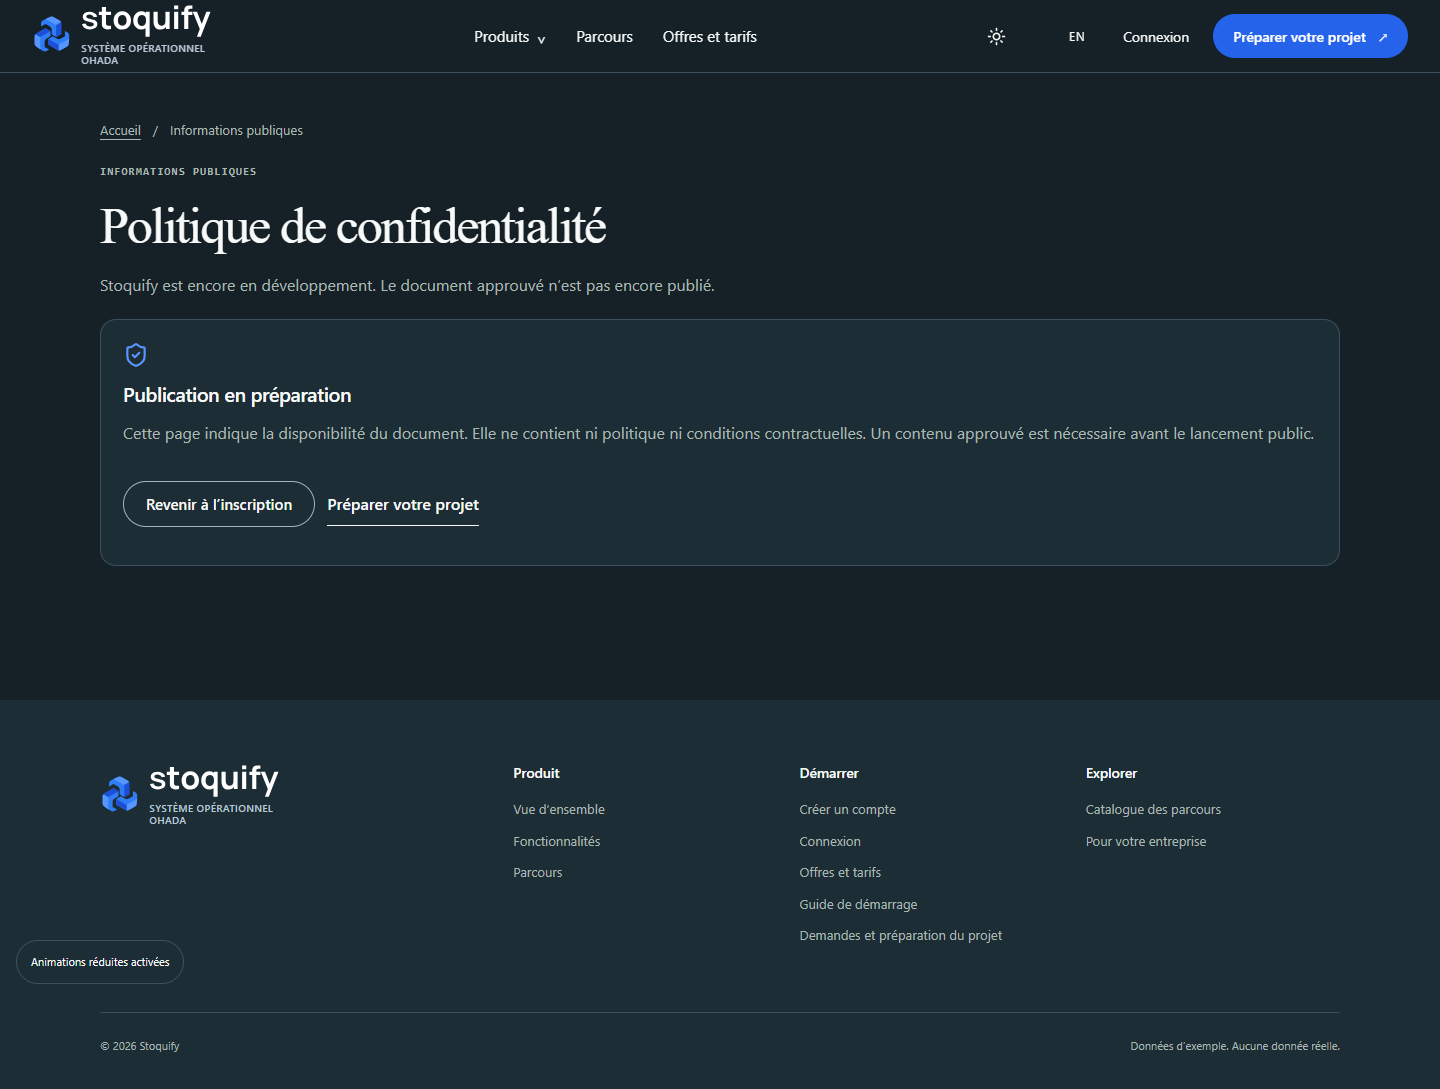 stoquify
SYSTÈME OPÉRATIONNEL
OHADA
Produits
Parcours
Offres et tarifs
EN
Connexion
Préparer votre projet ↗
Accueil / Informations publiques
INFORMATIONS PUBLIQUES
Politique de confidentialité
Stoquify est encore en développement. Le document approuvé n’est pas encore publié.
Publication en préparation
Cette page indique la disponibilité du document. Elle ne contient ni politique ni conditions contractuelles. Un contenu approuvé est nécessaire avant le lancement public.
Revenir à l’inscription
Préparer votre projet
stoquify
SYSTÈME OPÉRATIONNEL
OHADA
Produit
Vue d’ensemble
Fonctionnalités
Parcours
Démarrer
Créer un compte
Connexion
Offres et tarifs
Guide de démarrage
Demandes et préparation du projet
Explorer
Catalogue des parcours
Pour votre entreprise
Animations réduites activées
© 2026 Stoquify
Données d’exemple. Aucune donnée réelle.